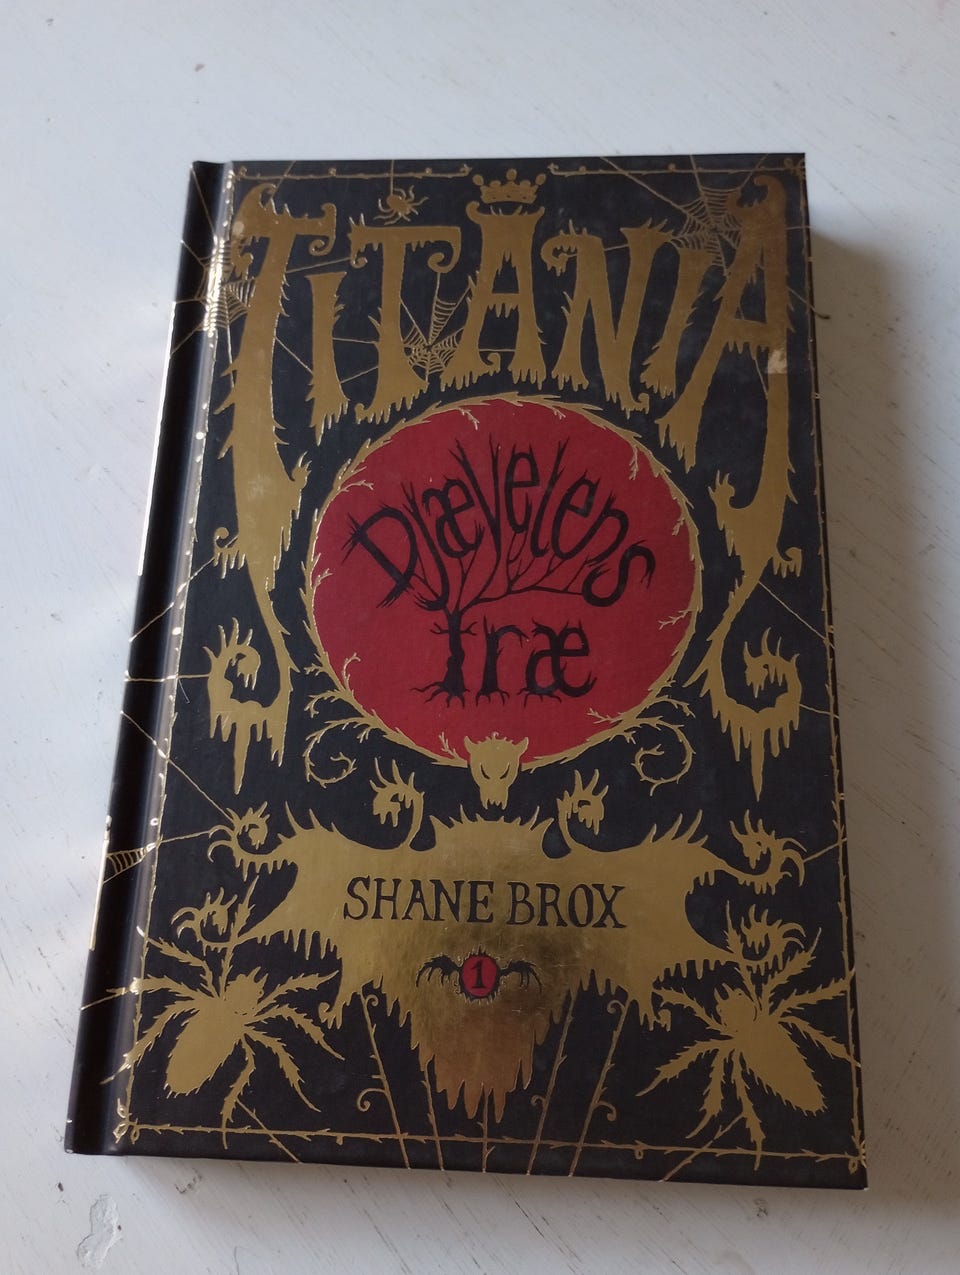 TiTANIA
Djævelens
Træ
SHANE BROX
1